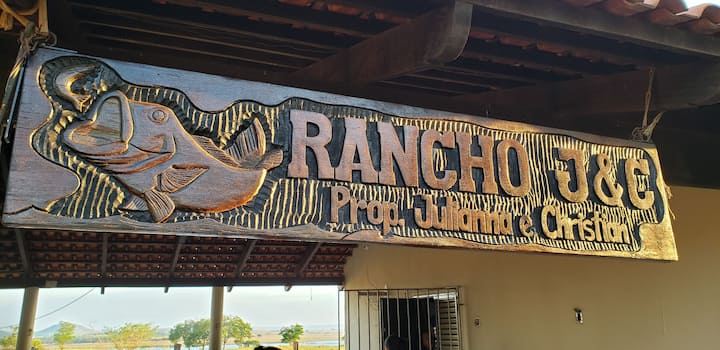 RANCHO J&C
Prop. Julianna e Christian